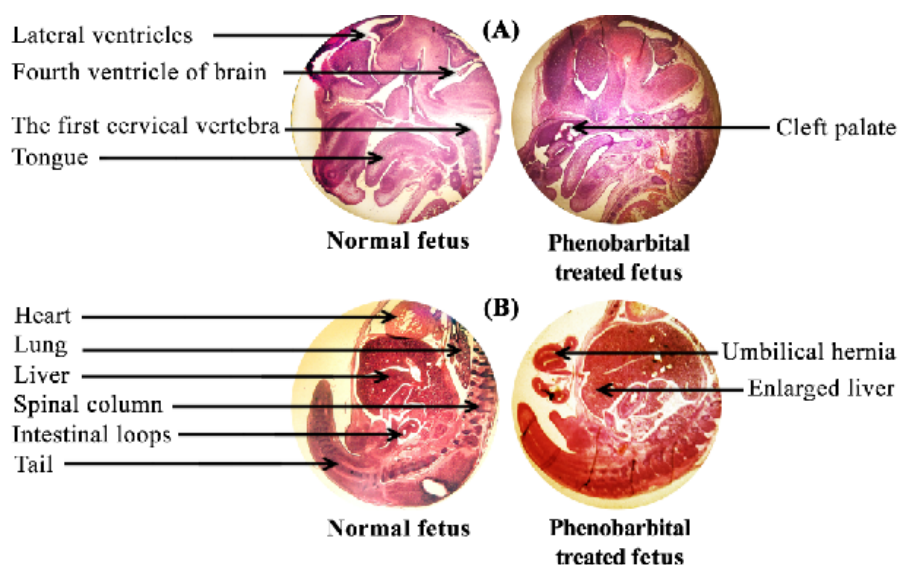 (A)
Lateral ventricles
Fourth ventricle of brain
The first cervical vertebra
Tongue
Cleft palate
Normal fetus
Phenobarbital
treated fetus
(B)
Heart
Lung
Liver
Spinal column
Intestinal loops
Tail
Umbilical hernia
Enlarged liver
Normal fetus
Phenobarbital
treated fetus